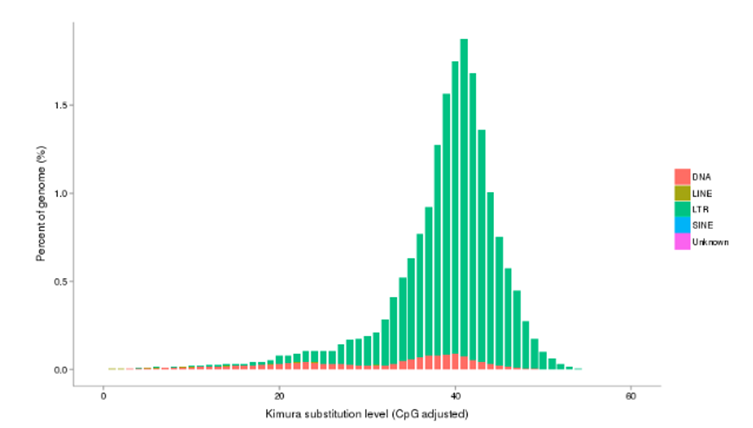 Percent of genome (%)
1.5
1.0
0.5
0.0
0 20 40 60
Kimura substitution level (CpG adjusted)
DNA
LINE
LTR
SINE
Unknown